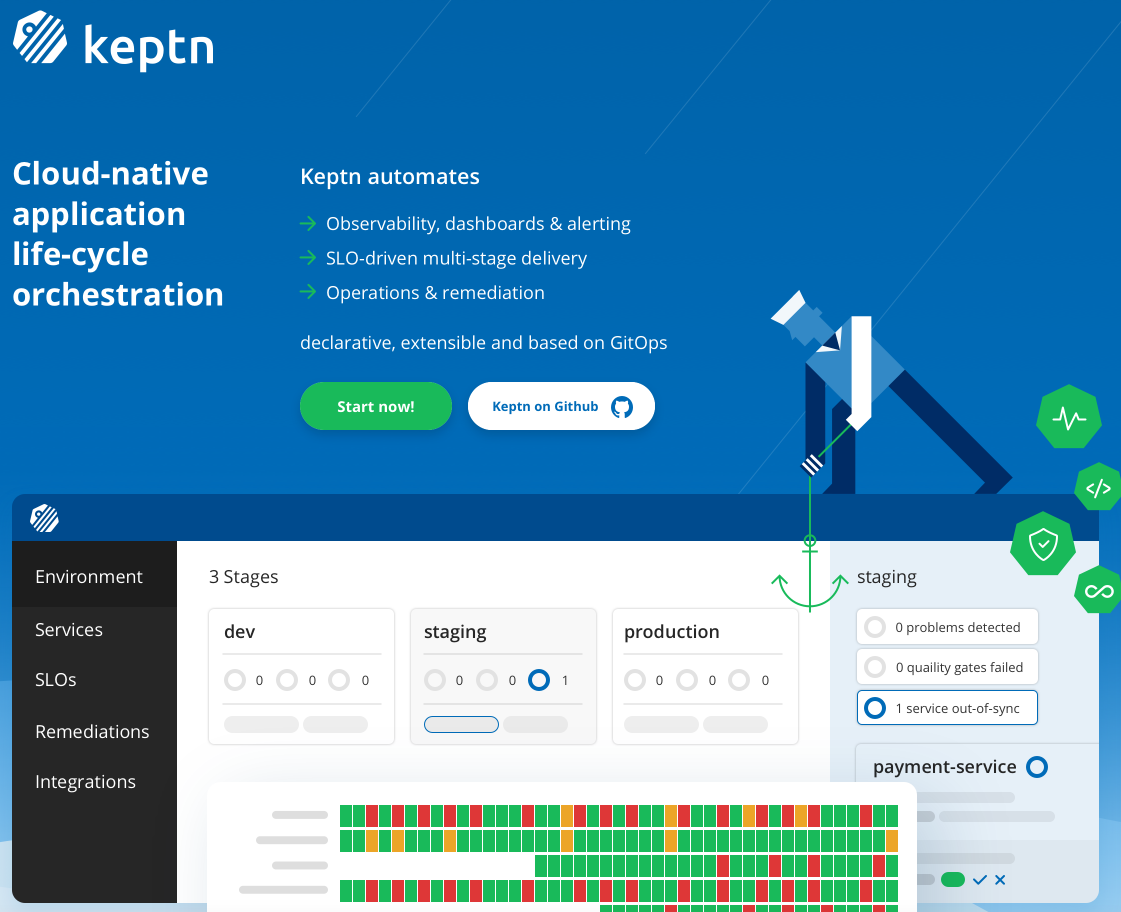 keptn
Cloud-native
application
life-cycle
orchestration
Keptn automates
Observability, dashboards & alerting
SLO-driven multi-stage delivery
Operations & remediation
declarative, extensible and based on GitOps
Start now!
Keptn on Github
Environment
Services
SLOs
Remediations
Integrations
3 Stages
dev
0 0 0
staging
0 0 1
production
0 0 0
staging
0 problems detected
0 quaility gates failed
1 service out-of-sync
payment-service